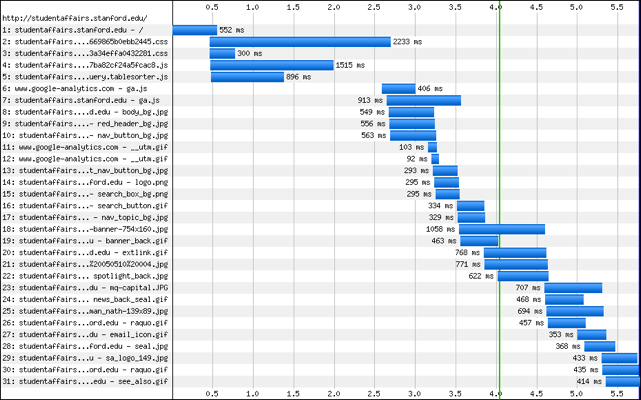 0.5 1.0 1.5 2.0 2.5 3.0 3.5 4.0 4.5 5.0 5.5
http://studentaffairs.stanford.edu/
1: studentaffairs.stanford.edu - / 552 ms
2: studentaffairs....669865b0ebb2445.css 2233 ms
3: studentaffairs....3a34effa0432281.css 300 ms
4: studentaffairs....7ba82cf24a5fcac8.js 1515 ms
5: studentaffairs....uery.tablesorter.js 896 ms
6: www.google-analytics.com - ga.js 406 ms
7: studentaffairs.stanford.edu - ga.js 913 ms
8: studentaffairs....d.edu - body_bg.jpg 549 ms
9: studentaffairs....- red_header_bg.jpg 556 ms
10: studentaffairs...- nav_button_bg.jpg 563 ms
11: www.google-analytics.com - __utm.gif 103 ms
12: www.google-analytics.com - __utm.gif 92 ms
13: studentaffairs...t_nav_button_bg.jpg 293 ms
14: studentaffairs...ford.edu - logo.png 295 ms
15: studentaffairs...- search_box_bg.png 295 ms
16: studentaffairs...- search_button.gif 334 ms
17: studentaffairs... - nav_topic_bg.jpg 329 ms
18: studentaffairs...-banner-754x160.jpg 1058 ms
19: studentaffairs...u - banner_back.gif 463 ms
20: studentaffairs...d.edu - extlink.gif 768 ms
21: studentaffairs...%20050510%20004.jpg 771 ms
22: studentaffairs... spotlight_back.jpg 622 ms
23: studentaffairs...du - mq-capital.JPG 707 ms
24: studentaffairs... news_back_seal.gif 468 ms
25: studentaffairs...man_nath-139x89.jpg 694 ms
26: studentaffairs...ord.edu - raquo.gif 457 ms
27: studentaffairs...du - email_icon.gif 353 ms
28: studentaffairs...ford.edu - seal.jpg 368 ms
29: studentaffairs...u - sa_logo_149.jpg 433 ms
30: studentaffairs...ord.edu - raquo.gif 435 ms
31: studentaffairs....edu - see_also.gif 414 ms
0.5 1.0 1.5 2.0 2.5 3.0 3.5 4.0 4.5 5.0 5.5